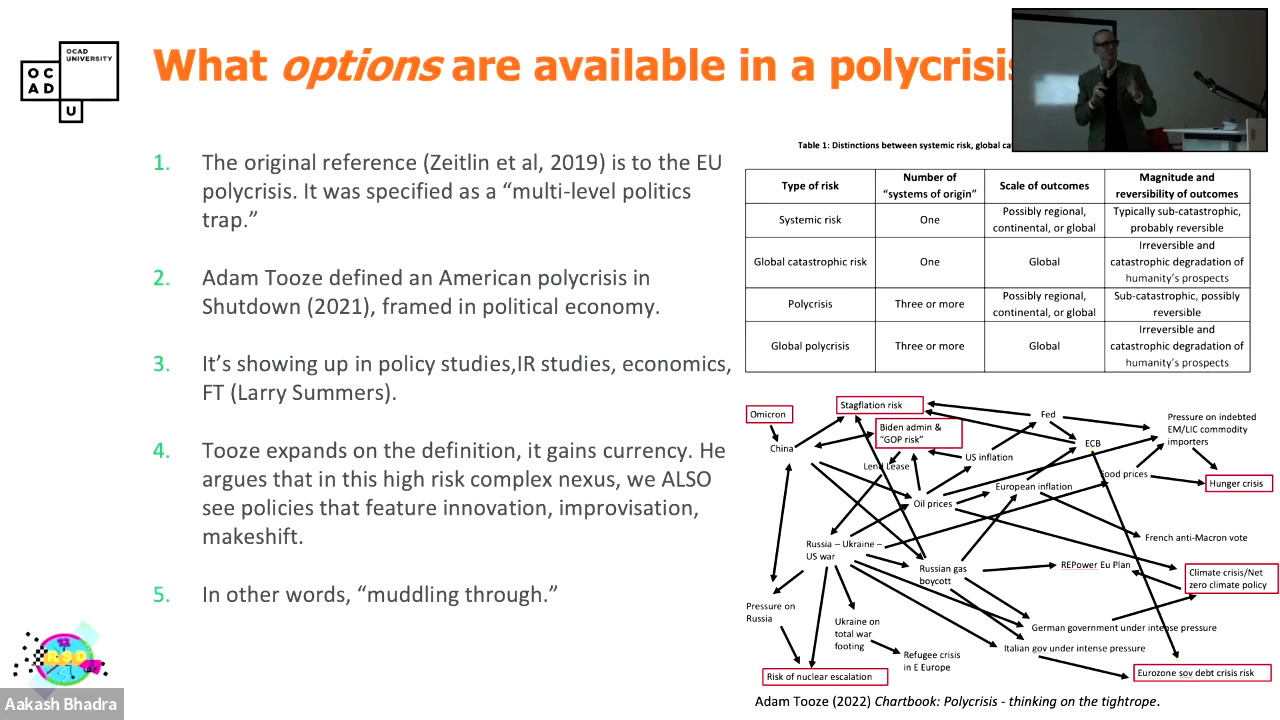 OCAD
UNIVERSITY
OC
AD
U
What options are available in a polycrisis
1. The original reference (Zeitlin et al, 2019) is to the EU
polycrisis. It was specified as a “multi-level politics
trap.”
2. Adam Tooze defined an American polycrisis in
Shutdown (2021), framed in political economy.
3. It’s showing up in policy studies,IR studies, economics,
FT (Larry Summers).
4. Tooze expands on the definition, it gains currency. He
argues that in this high risk complex nexus, we ALSO
see policies that feature innovation, improvisation,
makeshift.
5. In other words, “muddling through.”
Table 1: Distinctions between systemic risk, global
Type of risk
Number of
“systems of origin”
Scale of outcomes
Magnitude and
reversibility of outcomes
Systemic risk
One
Possibly regional,
continental, or global
Typically sub-catastrophic,
probably reversible
Global catastrophic risk
One
Global
Irreversible and
catastrophic degradation of
humanity’s prospects
Polycrisis
Three or more
Possibly regional,
continental, or global
Sub-catastrophic, possibly
reversible
Global polycrisis
Three or more
Global
Irreversible and
catastrophic degradation of
humanity’s prospects
Omicron
Stagflation risk
Fed
Pressure on indebted
EM/LIC commodity
importers
Biden admin &
“GOP risk”
China
ECB
US inflation
Lend Lease
Food prices
Hunger crisis
European inflation
Oil prices
French anti-Macron vote
Russia – Ukraine –
US war
Russian gas
boycott
REPower Eu Plan
Climate crisis/Net
zero climate policy
Pressure on
Russia
Ukraine on
total war
footing
German government under intense pressure
Italian gov under intense pressure
Refugee crisis
in E Europe
Risk of nuclear escalation
Eurozone sov debt crisis risk
Adam Tooze (2022) Chartbook: Polycrisis - thinking on the tightrope.
RSD
Aakash Bhadra